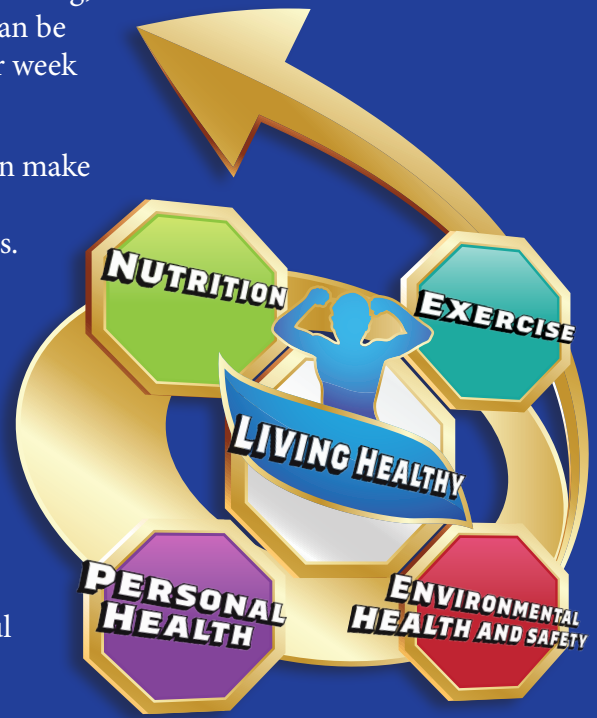 an be
week
n make
s.
NUTRITION
EXERCISE
LIVING HEALTHY
PERSONAL
HEALTH
ENVIRONMENTAL
HEALTH AND SAFETY